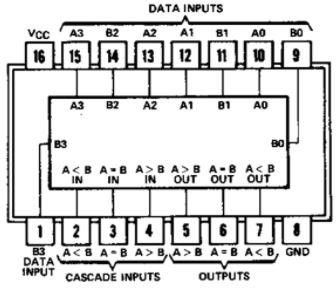 DATA INPUTS
VCC A3 B2 A2 A1 B1 A0 B0
16 15 14 13 12 11 10 9
A3 B2 A2 A1 B1 A0
B3 B0
A < B A = B A > B A > B A = B A < B
IN IN IN OUT OUT OUT
1 2 3 4 5 6 7 8
B3 A < B A = B A > B A > B A = B A < B GND
DATA CASCADE INPUTS OUTPUTS
INPUT